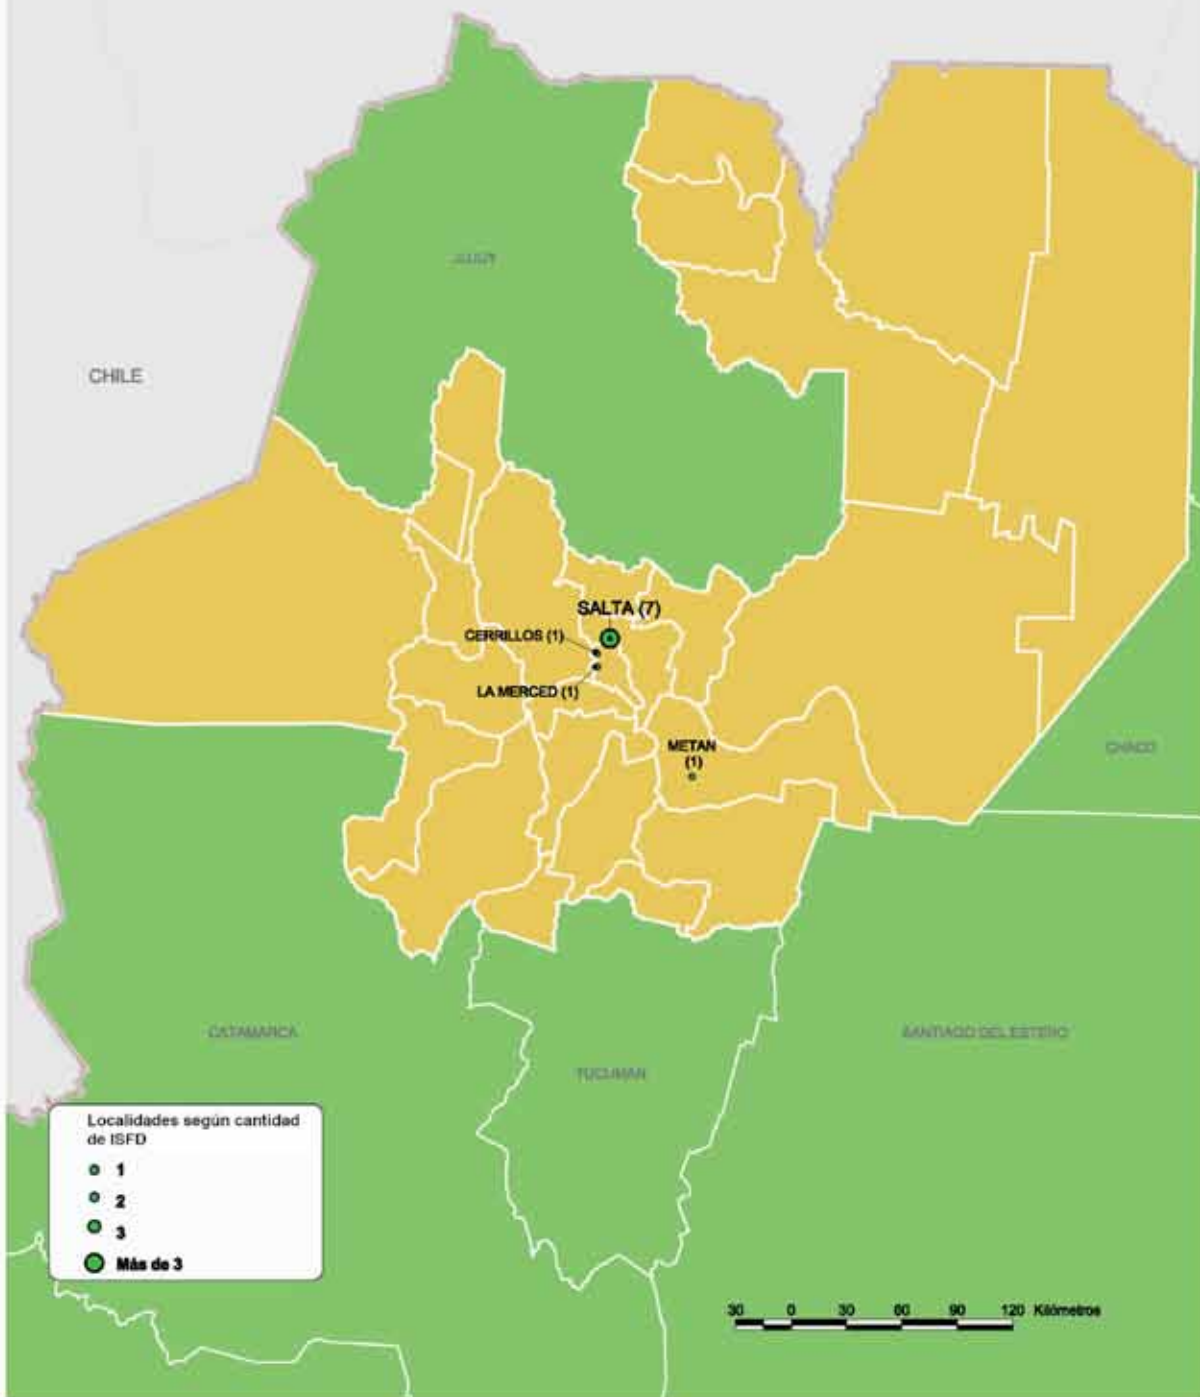 JUJUY
CHILE
SALTA (7)
CERRILLOS (1)
LA MERCED (1)
METAN
(1)
CHACO
CATAMARCA
SANTIAGO DEL ESTERO
TUCUMAN
Localidades según cantidad
de ISFD
1
2
3
Más de 3
30 0 30 60 90 120 Kilómetros